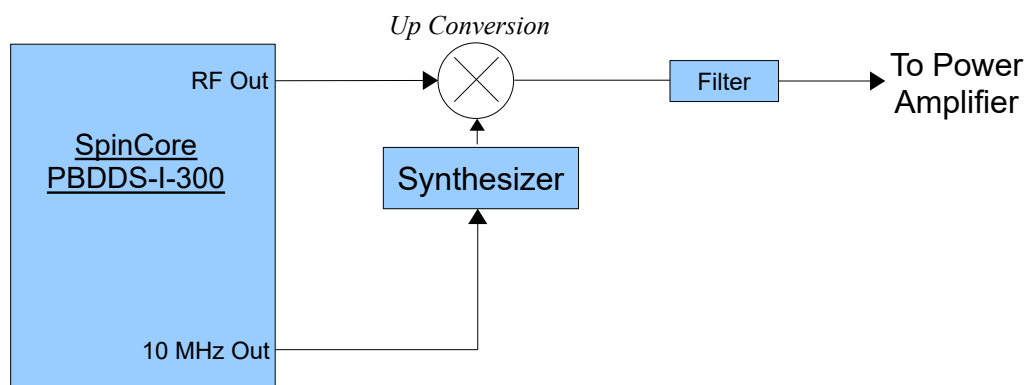 Up Conversion
RF Out
SpinCore
PBDDS-I-300
Synthesizer
Filter
To Power
Amplifier
10 MHz Out